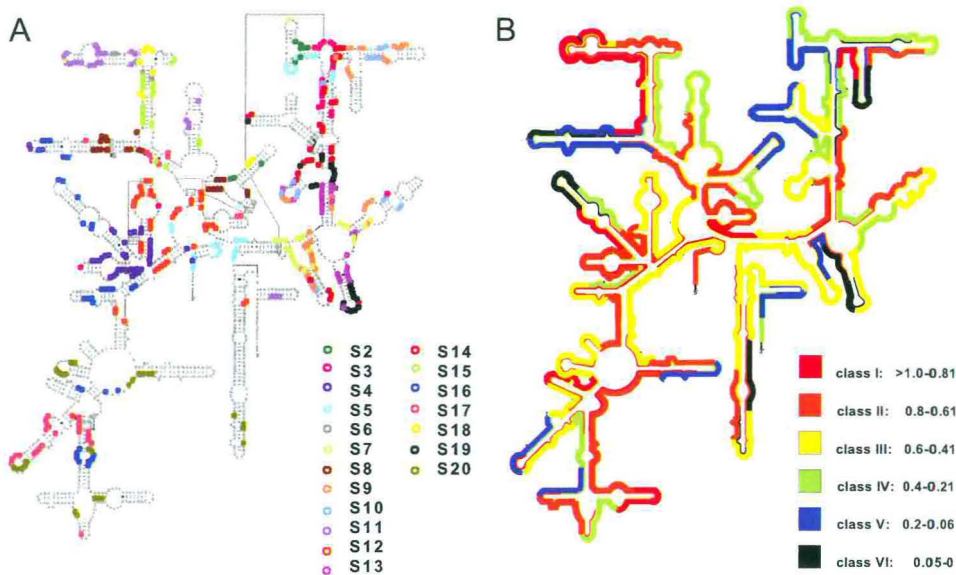 A
B
S2
S3
S4
S5
S6
S7
S8
S9
S10
S11
S12
S13
S14
S15
S16
S17
S18
S19
S20
class I: >1.0-0.81
class II: 0.8-0.61
class III: 0.6-0.41
class IV: 0.4-0.21
class V: 0.2-0.06
class VI: 0.05-0